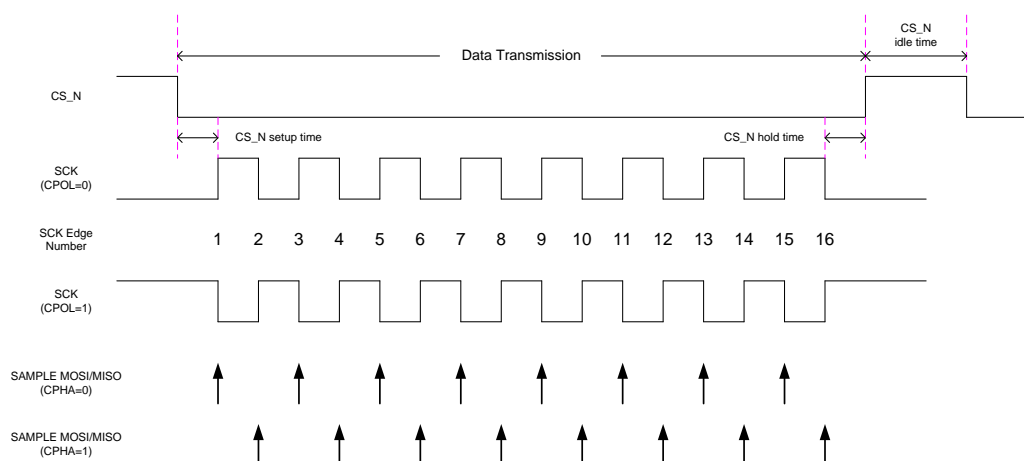 CS_N
idle time
Data Transmission
CS_N
CS_N setup time
CS_N hold time
SCK
(CPOL=0)
SCK Edge
Number
1 2 3 4 5 6 7 8 9 10 11 12 13 14 15 16
SCK
(CPOL=1)
SAMPLE MOSI/MISO
(CPHA=0)
SAMPLE MOSI/MISO
(CPHA=1)